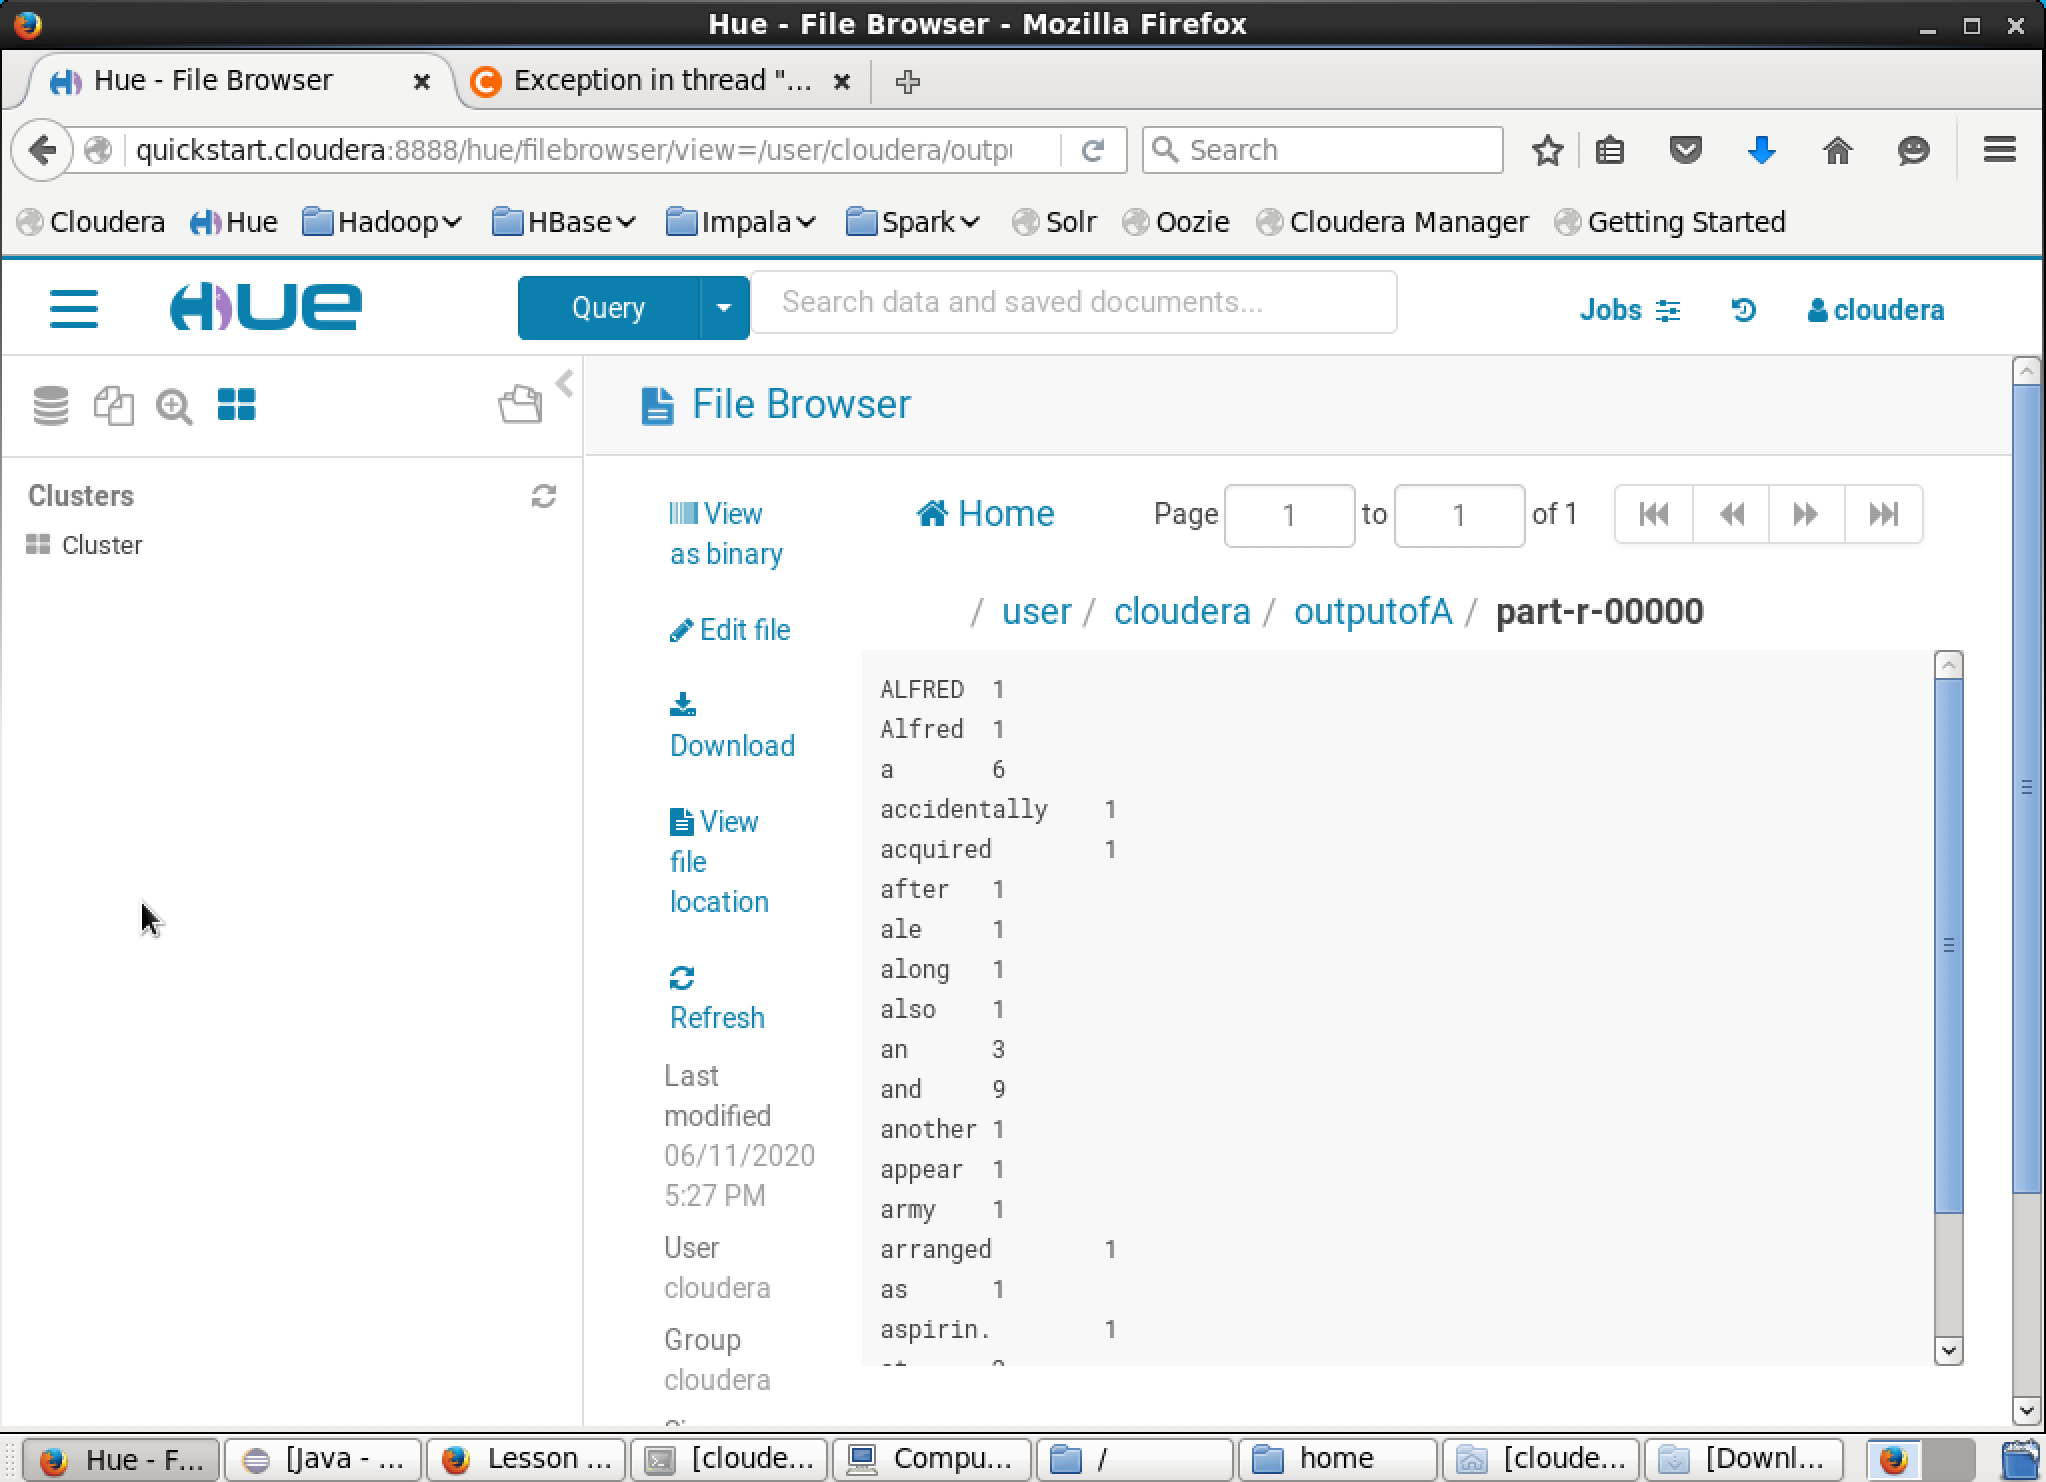 Hue - File Browser - Mozilla Firefox
Hue - File Browser
Exception in thread "...
quickstart.cloudera:8888/hue/filebrowser/view=/user/cloudera/outp
Search
Cloudera Hue Hadoop HBase Impala Spark Solr Oozie Cloudera Manager Getting Started
HUE
Query
Search data and saved documents...
Jobs
cloudera
File Browser
Clusters
Cluster
View
as binary
Edit file
Download
View
file
location
Refresh
Last
modified
06/11/2020
5:27 PM
User
cloudera
Group
cloudera
Home
Page 1 to 1 of 1
/ user / cloudera / outputofA / part-r-00000
ALFRED 1
Alfred 1
a 6
accidentally 1
acquired 1
after 1
ale 1
along 1
also 1
an 3
and 9
another 1
appear 1
army 1
arranged 1
as 1
aspirin. 1
Hue - F...
[Java - ...
Lesson ...
[cloude...
Compu...
/
home
[cloude...
[Downl...